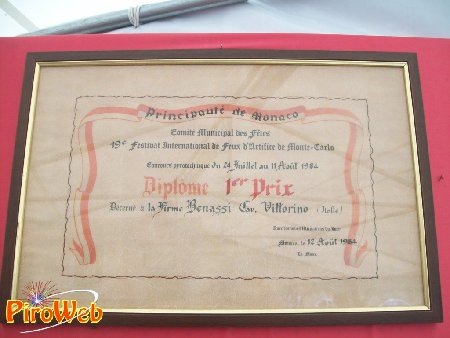 Principauté de Monaco
Comité Municipal des Fêtes
19e Festival International de Feux d'Artifice de Monte-Carlo
Concours pyrotechnique du 24 Juillet au 11 Août 1984
Diplôme 1er Prix
Décerné à la Firme Benassi Cav. Vittorino (Italie)
Monaco, le 12 Août 1984
Le Maire
PiroWeb